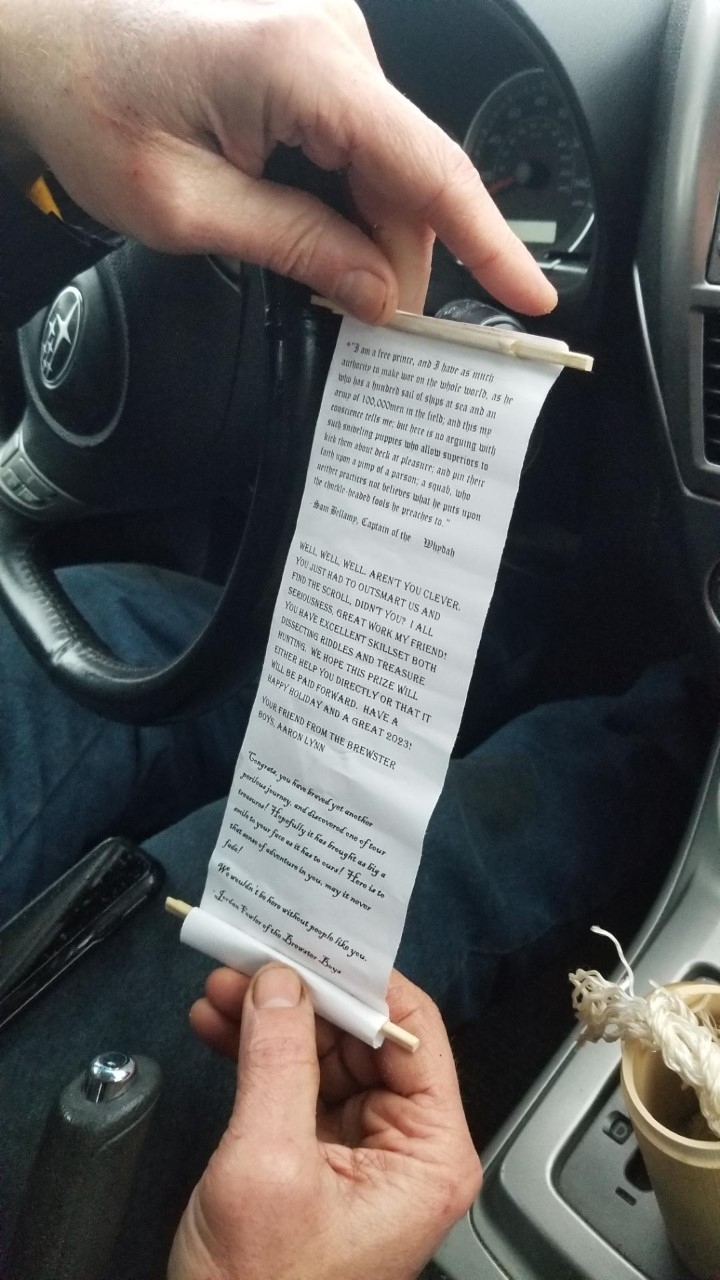 "I am a free prince, and I have as much
authority to make war on the whole world, as he
who has a hundred sail of ships at sea and an
army of 100,000men in the field; and this my
conscience tells me: but there is no arguing with
such sniveling puppies who allow superiors to
kick them about deck at pleasure; and pin their
faith upon a pimp of a parson; a squab, who
neither practices not believes what he puts upon
the chuckle-headed fools he preaches to."
-Sam Bellamy, Captain of the Whydah
WELL, WELL, WELL. AREN'T YOU CLEVER.
YOU JUST HAD TO OUTSMART US AND
FIND THE SCROLL, DIDN'T YOU? I ALL
SERIOUSNESS, GREAT WORK MY FRIEND!
YOU HAVE EXCELLENT SKILLSET BOTH
DISSECTING RIDDLES AND TREASURE
HUNTING. WE HOPE THIS PRIZE WILL
EITHER HELP YOU DIRECTLY OR THAT IT
WILL BE PAID FORWARD. HAVE A
HAPPY HOLIDAY AND A GREAT 2023!
YOUR FRIEND FROM THE BREWSTER
BOYS, AARON LYNN
Congrats, you have braved yet another
perilous journey, and discovered one of your
treasures! Hopefully it has brought as big a
smile to your face as it has to ours! Here is to
that sense of adventure in you, may it never
fade!
We wouldn't be here without people like you.
-Jordan Fowler of the Brewster Boys